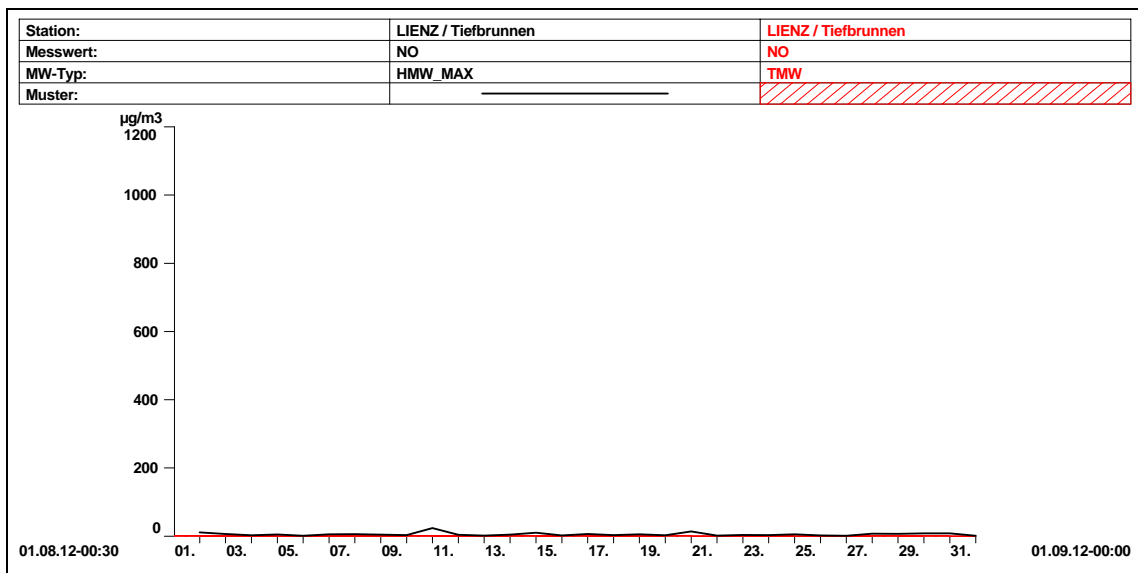 Station: LIENZ / Tiefbrunnen LIENZ / Tiefbrunnen
Messwert: NO NO
MW-Typ: HMW_MAX TMW
Muster:
µg/m3
1200
1000
800
600
400
200
0
01.08.12-00:30 01. 03. 05. 07. 09. 11. 13. 15. 17. 19. 21. 23. 25. 27. 29. 31. 01.09.12-00:00